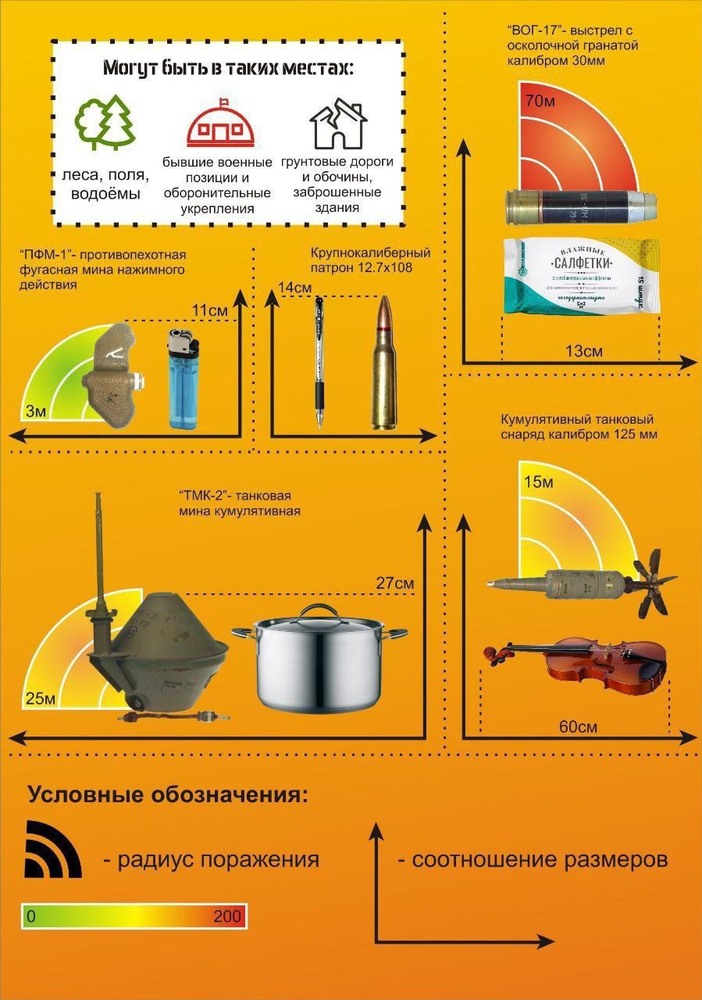 Могут быть в таких местах:
леса, поля,
водоёмы
бывшие военные
позиции и
оборонительные
укрепления
грунтовые дороги
и обочины,
заброшенные
здания
“ВОГ-17”- выстрел с
осколочной гранатой
калибром 30мм
70м
ВЛАЖНЫЕ
·САЛФЕТКИ·
15 штук
13см
“ПФМ-1”- противопехотная
фугасная мина нажимного
действия
11см
3м
Крупнокалиберный
патрон 12.7х108
14см
Кумулятивный танковый
снаряд калибром 125 мм
15м
60см
“ТМК-2”- танковая
мина кумулятивная
27см
25м
Условные обозначения:
- радиус поражения
- соотношение размеров
0
200